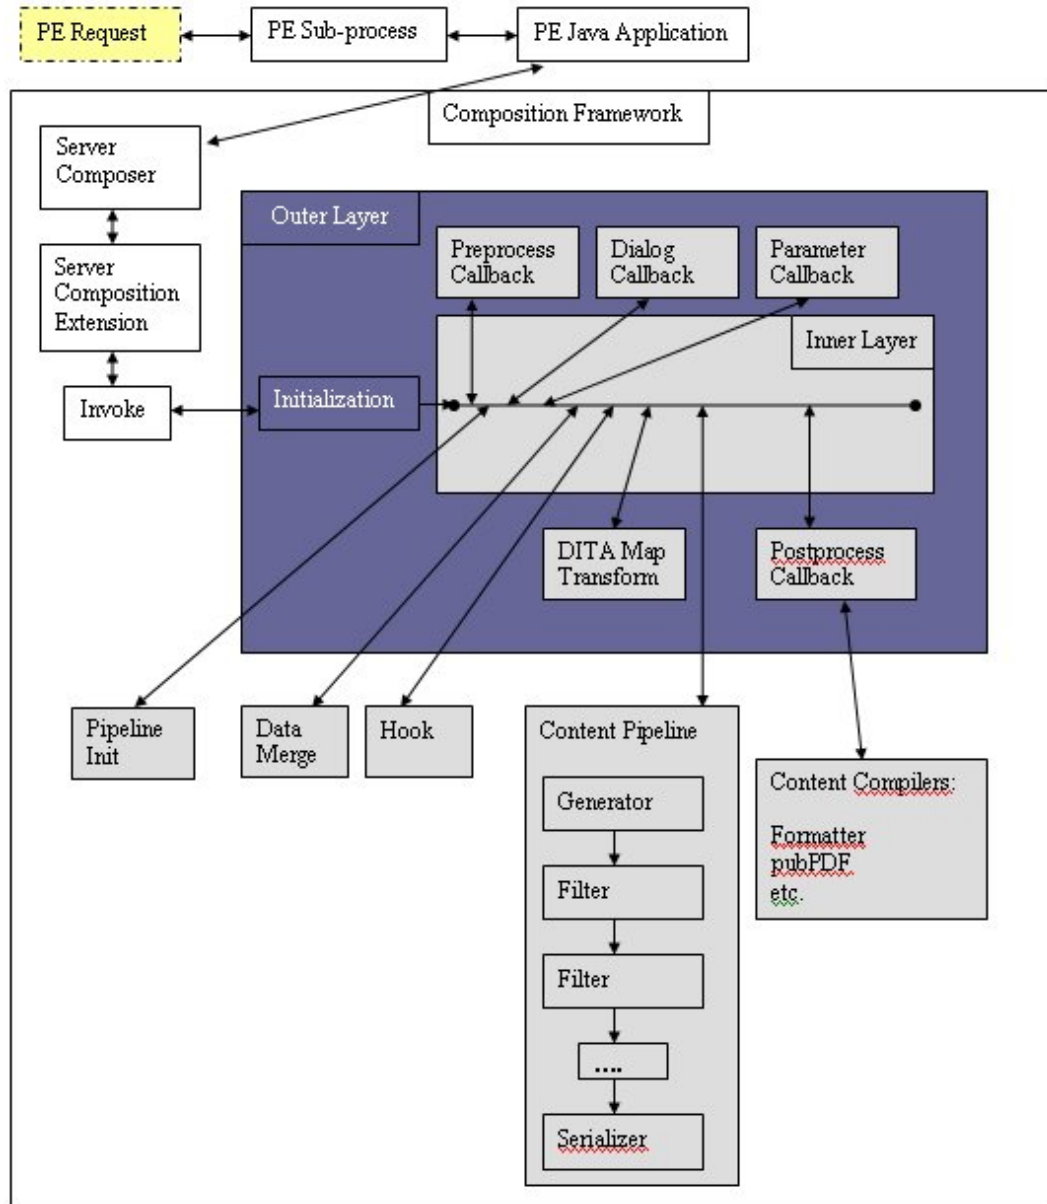 PE Request
PE Sub-process
PE Java Application
Composition Framework
Server
Composer
Outer Layer
Preprocess
Callback
Dialog
Callback
Parameter
Callback
Server
Composition
Extension
Inner Layer
Invoke
Initialization
DITA Map
Transform
Postprocess
Callback
Pipeline
Init
Data
Merge
Hook
Content Pipeline
Generator
Filter
Filter
....
Serializer
Content Compilers:
Formatter
pubPDF
etc.